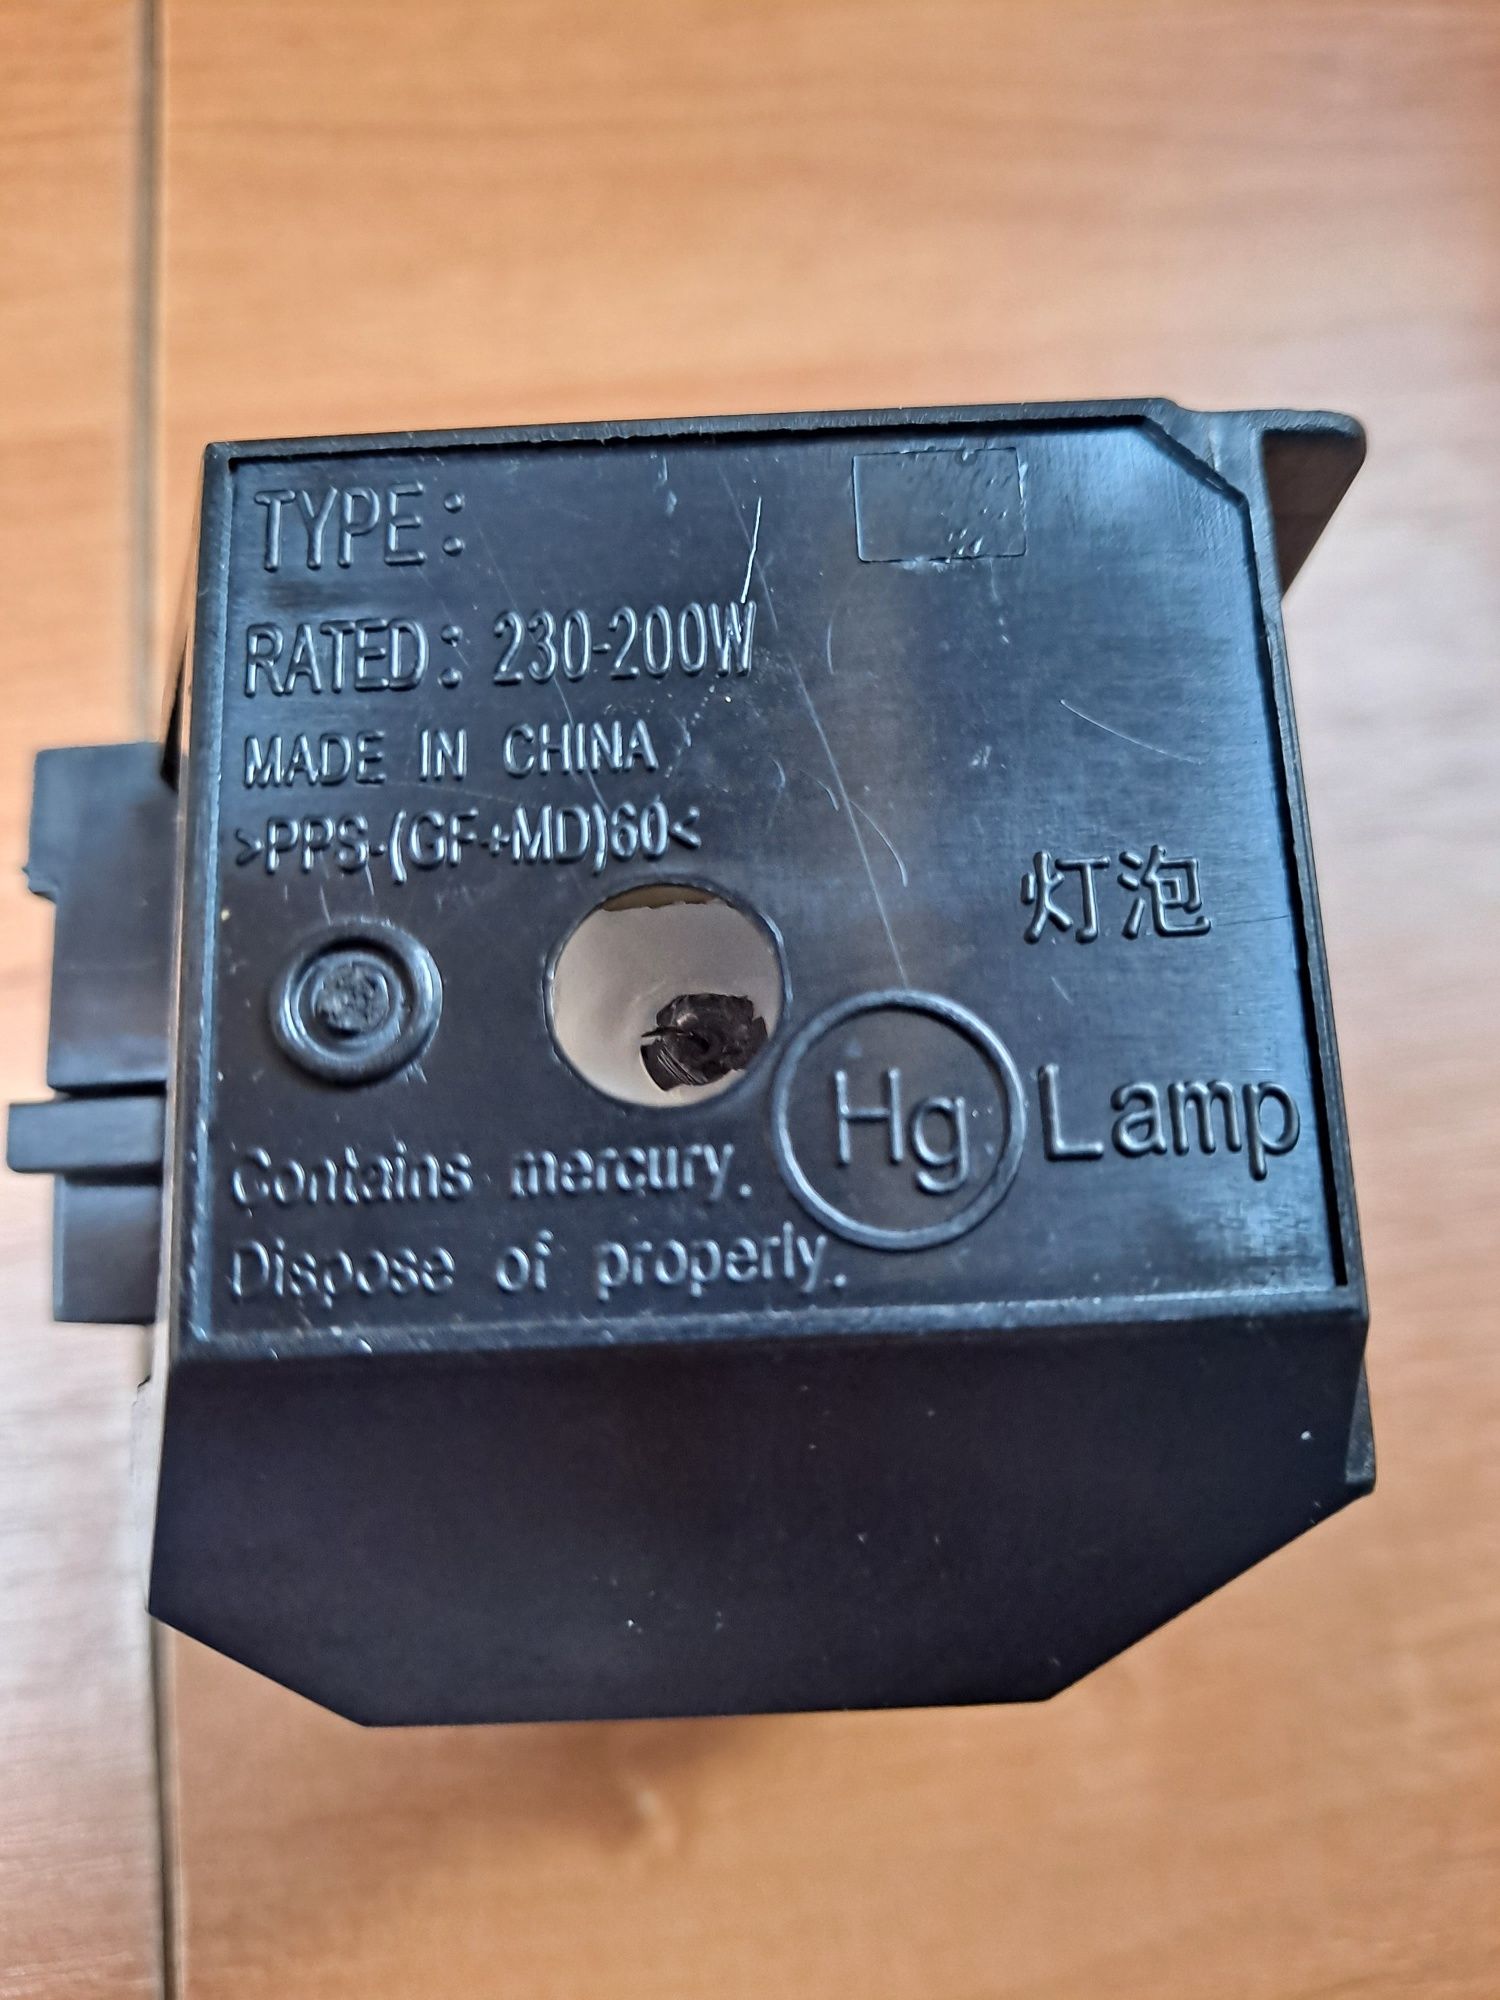 TYPE:
RATED: 230-200W
MADE IN CHINA
>PPS-(GF+MD)60<
灯泡
Hg Lamp
Contains mercury.
Dispose of properly.